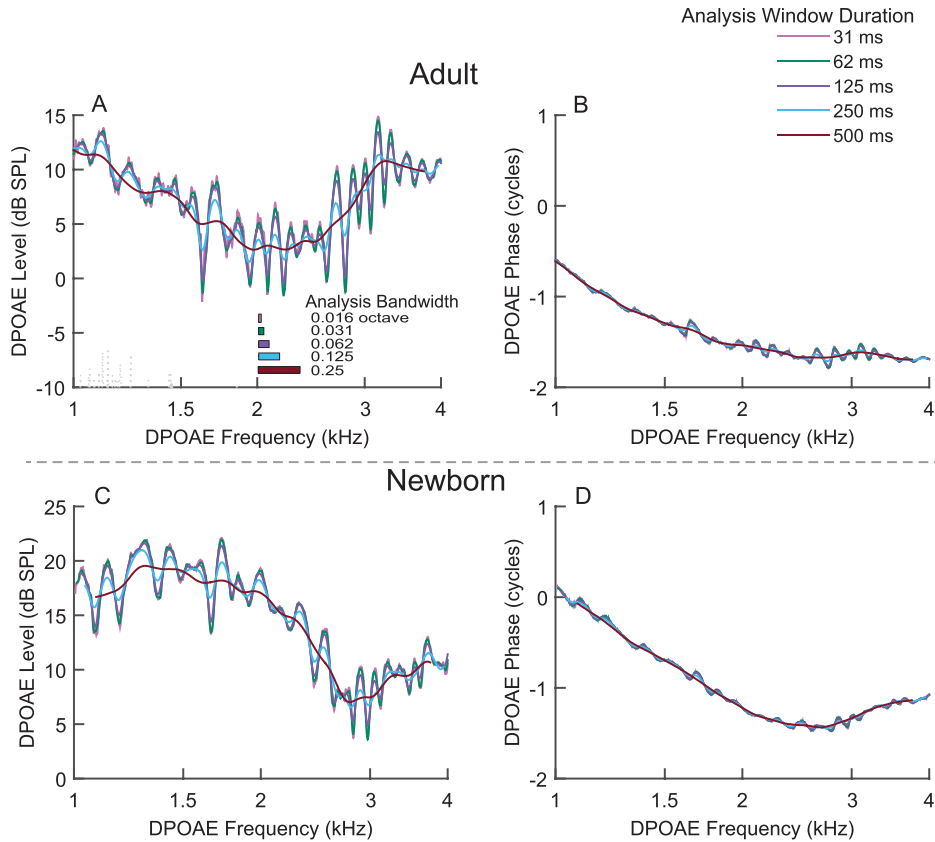 Analysis Window Duration
31 ms
62 ms
125 ms
250 ms
500 ms
Adult
A
15
10
5
0
-5
-10
DPOAE Level (dB SPL)
Analysis Bandwidth
0.016 octave
0.031
0.062
0.125
0.25
1
1.5
2
3
4
DPOAE Frequency (kHz)
B
1
0
-1
-2
DPOAE Phase (cycles)
1
1.5
2
3
4
DPOAE Frequency (kHz)
Newborn
C
25
20
15
10
5
0
DPOAE Level (dB SPL)
1
1.5
2
3
4
DPOAE Frequency (kHz)
D
1
0
-1
-2
DPOAE Phase (cycles)
1
1.5
2
3
4
DPOAE Frequency (kHz)